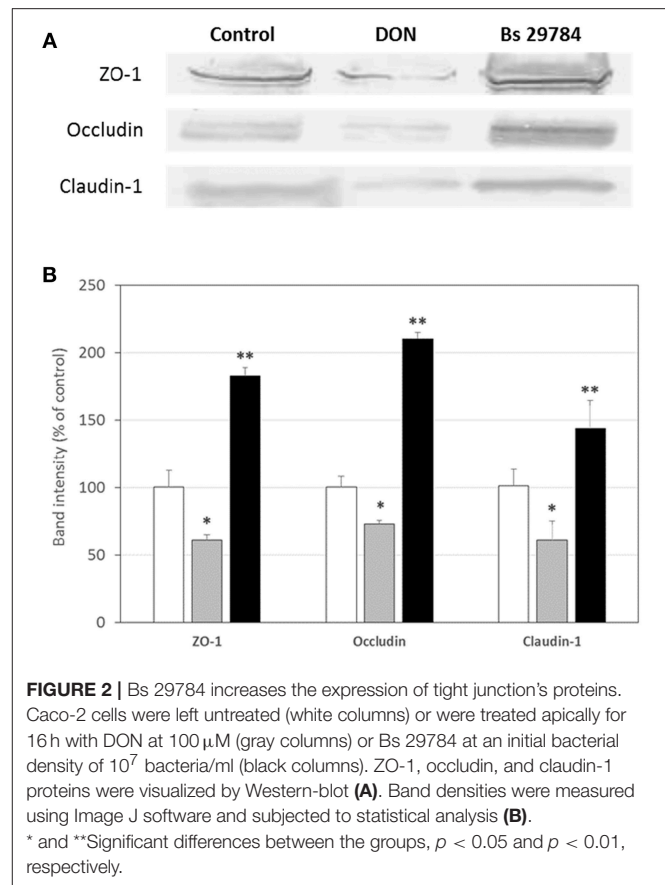 A
Control DON Bs 29784
ZO-1
Occludin
Claudin-1
B
250
200
150
100
50
0
Band intensity (% of control)
*
**
*
**
*
**
ZO-1 Occludin Claudin-1
FIGURE 2 | Bs 29784 increases the expression of tight junction's proteins.
Caco-2 cells were left untreated (white columns) or were treated apically for
16 h with DON at 100 μM (gray columns) or Bs 29784 at an initial bacterial
density of 10⁷ bacteria/ml (black columns). ZO-1, occludin, and claudin-1
proteins were visualized by Western-blot (A). Band densities were measured
using Image J software and subjected to statistical analysis (B).
* and **Significant differences between the groups, p < 0.05 and p < 0.01,
respectively.